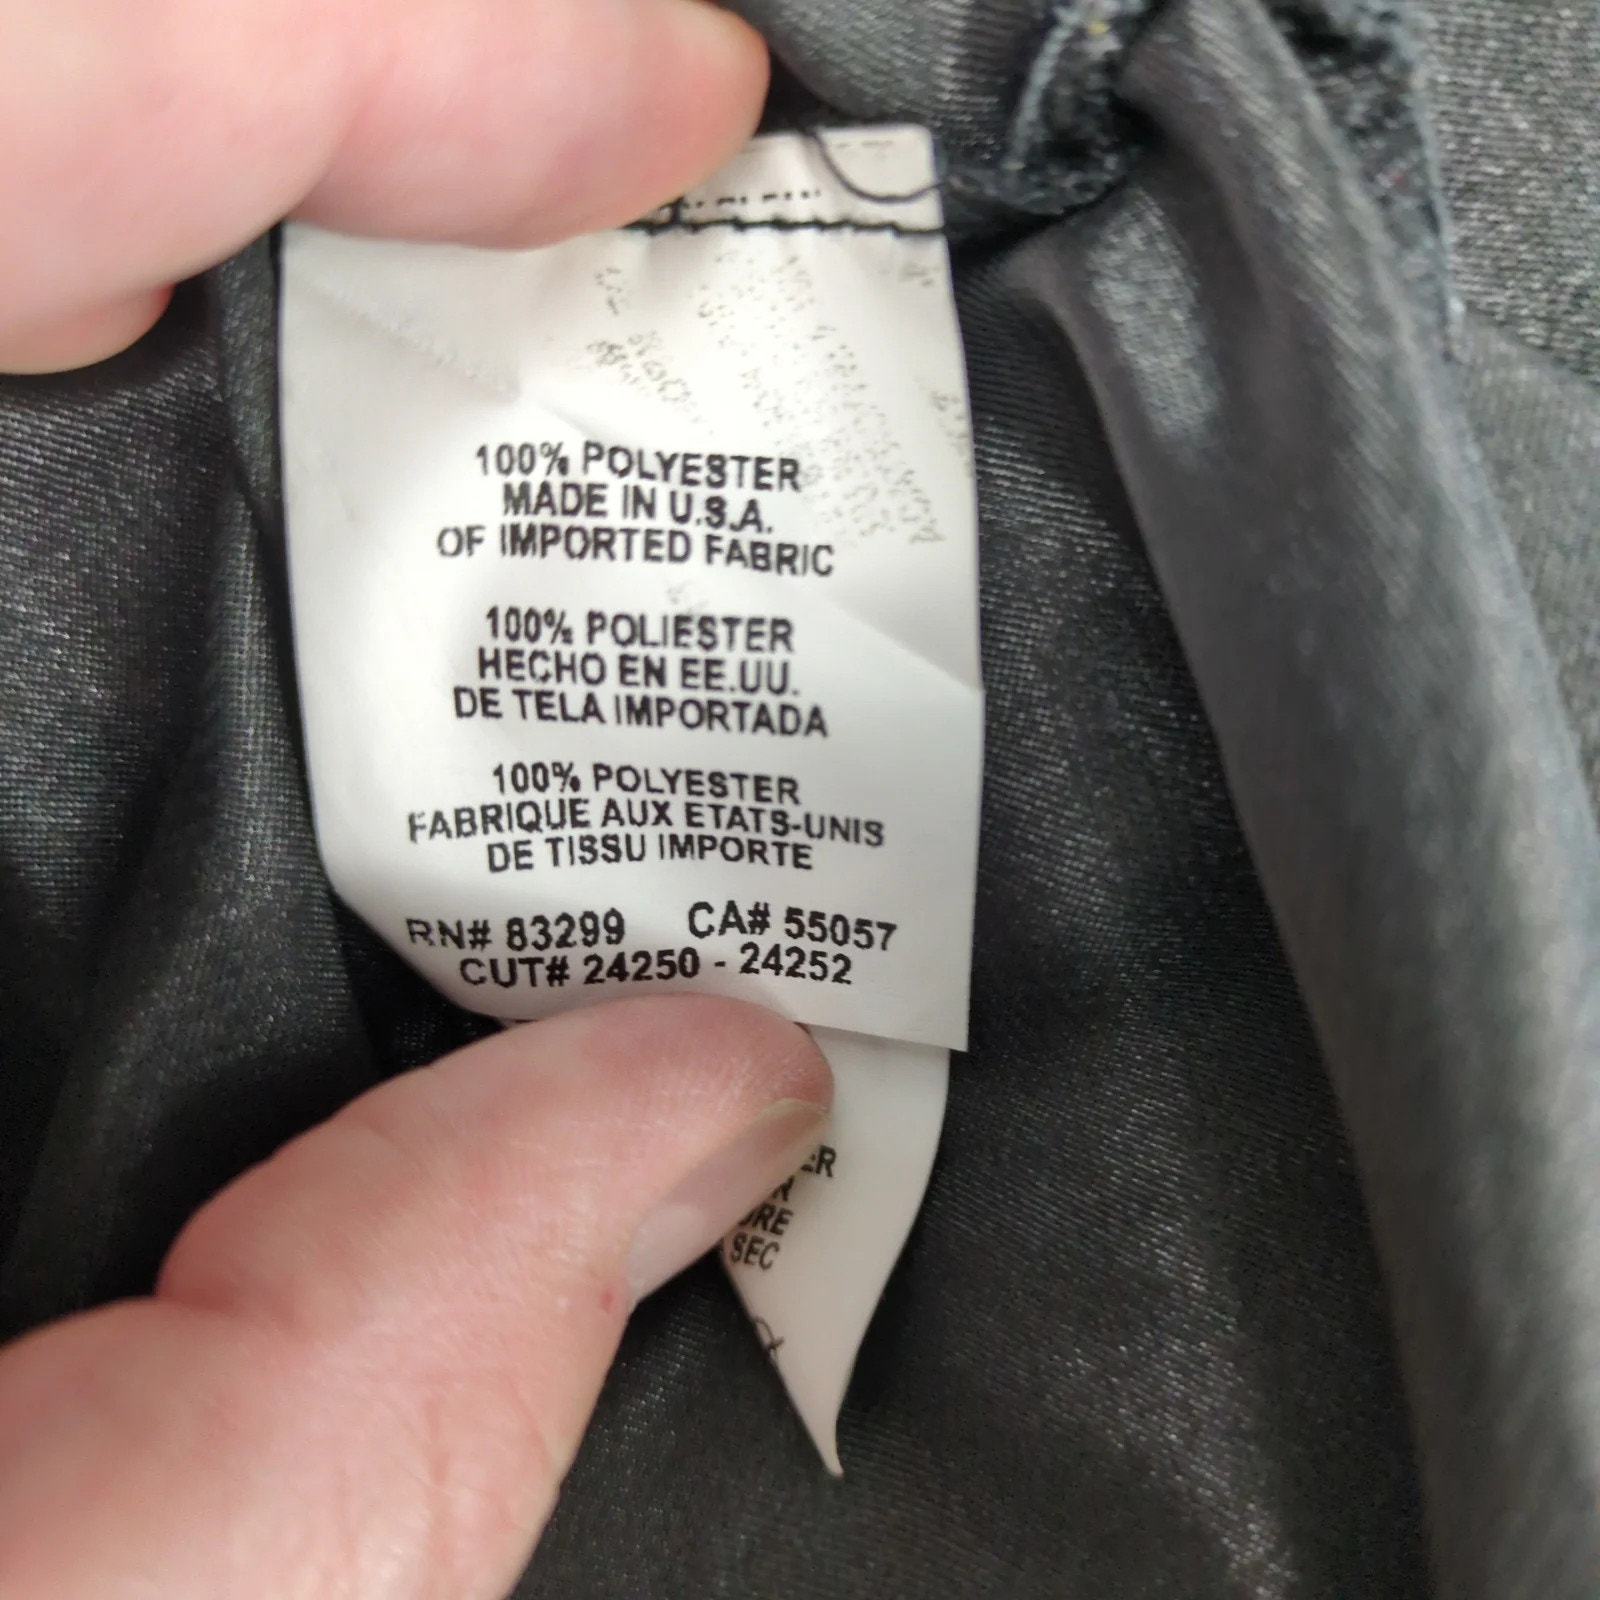 100% POLYESTER
MADE IN U.S.A.
OF IMPORTED FABRIC
100% POLIESTER
HECHO EN EE.UU.
DE TELA IMPORTADA
100% POLYESTER
FABRIQUE AUX ETATS-UNIS
DE TISSU IMPORTE
RN# 83299 CA# 55057
CUT# 24250 - 24252
SEC